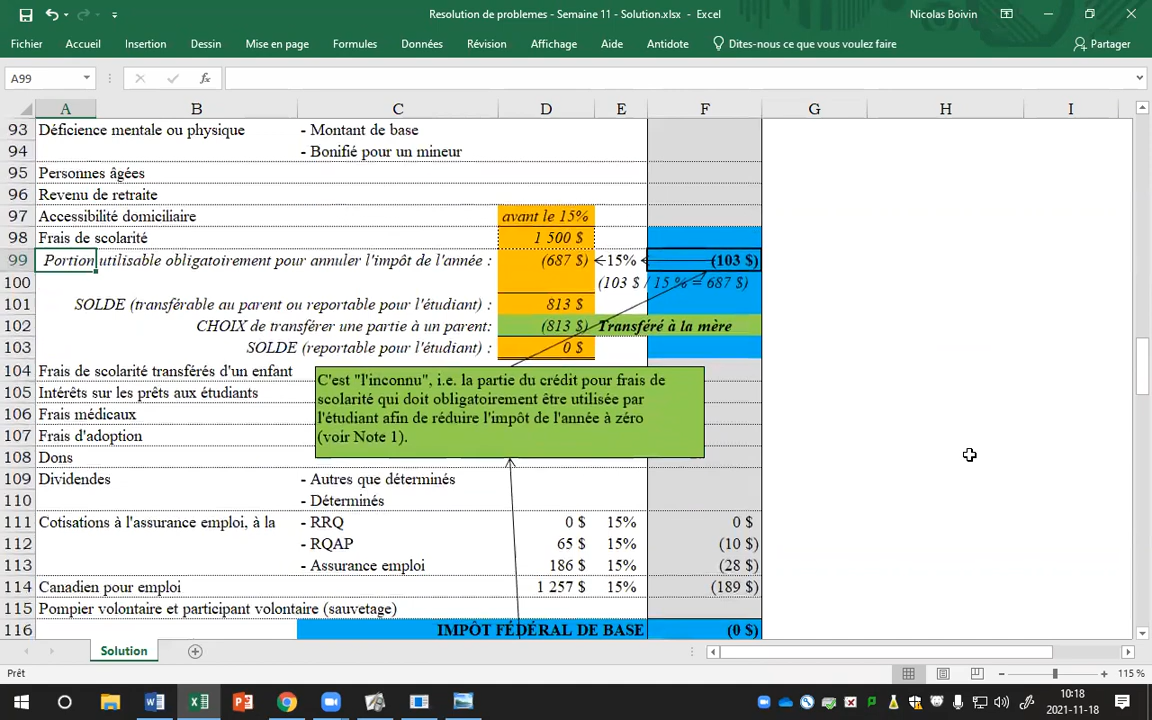 Resolution de problemes - Semaine 11 - Solution.xlsx - Excel
Nicolas Boivin
Fichier Accueil Insertion Dessin Mise en page Formules Données Révision Affichage Aide Antidote Dites-nous ce que vous voulez faire Partager
A99 fx
A B C D E F G H I
93 Déficience mentale ou physique - Montant de base
94 - Bonifié pour un mineur
95 Personnes âgées
96 Revenu de retraite
97 Accessibilité domiciliaire avant le 15%
98 Frais de scolarité 1 500 $
99 Portion utilisable obligatoirement pour annuler l'impôt de l'année : (687 $) 15% (103 $)
100 (103 $ / 15 % = 687 $)
101 SOLDE (transférable au parent ou reportable pour l'étudiant) : 813 $
102 CHOIX de transférer une partie à un parent: (813 $) Transféré à la mère
103 SOLDE (reportable pour l'étudiant) : 0 $
104 Frais de scolarité transférés d'un enfant
105 Intérêts sur les prêts aux étudiants
106 Frais médicaux
107 Frais d'adoption
108 Dons
C'est "l'inconnu", i.e. la partie du crédit pour frais de
scolarité qui doit obligatoirement être utilisée par
l'étudiant afin de réduire l'impôt de l'année à zéro
(voir Note 1).
109 Dividendes - Autres que déterminés
110 - Déterminés
111 Cotisations à l'assurance emploi, à la - RRQ 0 $ 15% 0 $
112 - RQAP 65 $ 15% (10 $)
113 - Assurance emploi 186 $ 15% (28 $)
114 Canadien pour emploi 1 257 $ 15% (189 $)
115 Pompier volontaire et participant volontaire (sauvetage)
116 IMPÔT FÉDÉRAL DE BASE (0 $)
Solution
Prêt 115 %
10:18
2021-11-18